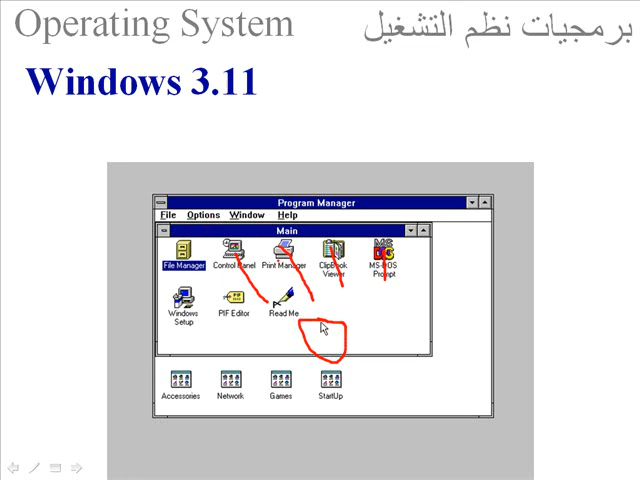 Operating System برمجيات نظم التشغيل
Windows 3.11
Program Manager
File Options Window Help
Main
File Manager Control Panel Print Manager ClipBook Viewer MS-DOS Prompt
Windows Setup PIF Editor Read Me
Accessories Network Games StartUp